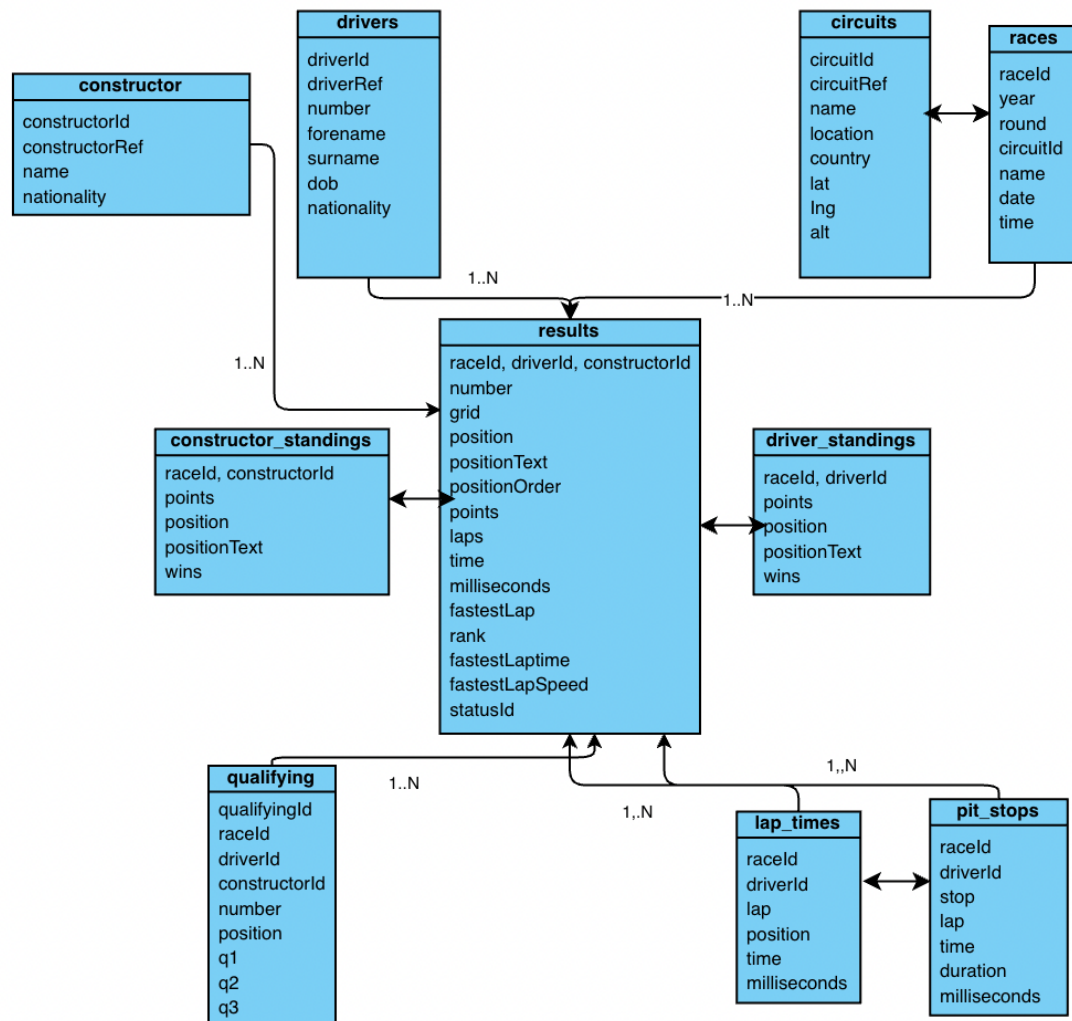 drivers
driverId
driverRef
number
forename
surname
dob
nationality
circuits
circuitId
circuitRef
name
location
country
lat
lng
alt
races
raceId
year
round
circuitId
name
date
time
constructor
constructorId
constructorRef
name
nationality
1..N
1..N
1..N
results
raceId, driverId, constructorId
number
grid
position
positionText
positionOrder
points
laps
time
milliseconds
fastestLap
rank
fastestLaptime
fastestLapSpeed
statusId
constructor_standings
raceId, constructorId
points
position
positionText
wins
driver_standings
raceId, driverId
points
position
positionText
wins
1..N
1,.N
1,,N
qualifying
qualifyingId
raceId
driverId
constructorId
number
position
q1
q2
q3
lap_times
raceId
driverId
lap
position
time
milliseconds
pit_stops
raceId
driverId
stop
lap
time
duration
milliseconds